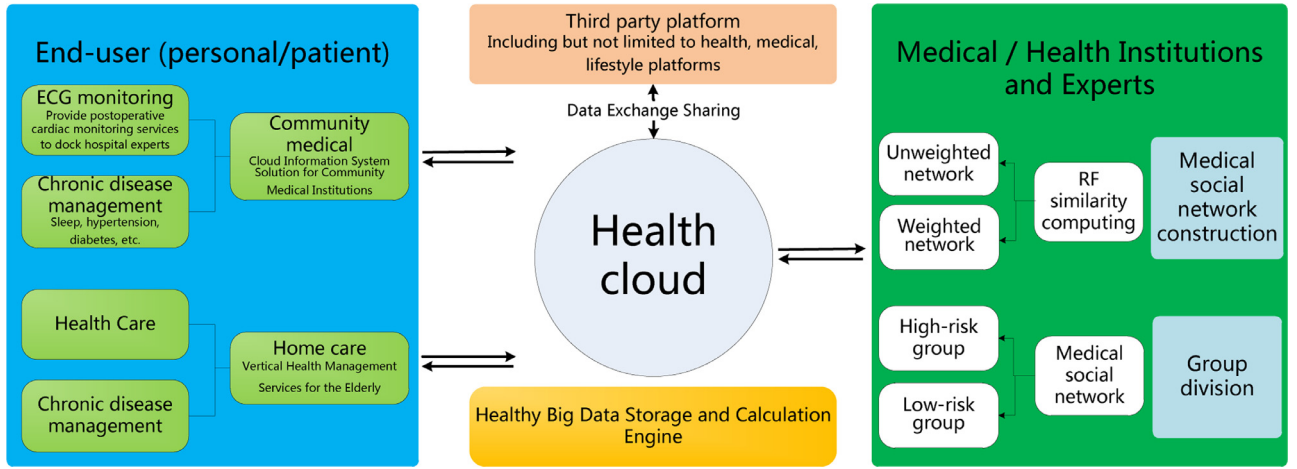 End-user (personal/patient)
ECG monitoring
Provide postoperative
cardiac monitoring services
to dock hospital experts
Chronic disease
management
Sleep, hypertension,
diabetes, etc.
Community
medical
Cloud Information System
Solution for Community
Medical Institutions
Health Care
Chronic disease
management
Home care
Vertical Health Management
Services for the Elderly
Third party platform
Including but not limited to health, medical,
lifestyle platforms
Data Exchange Sharing
Health
cloud
Healthy Big Data Storage and Calculation
Engine
Medical / Health Institutions
and Experts
Unweighted
network
Weighted
network
RF
similarity
computing
Medical
social
network
construction
High-risk
group
Low-risk
group
Medical
social
network
Group
division